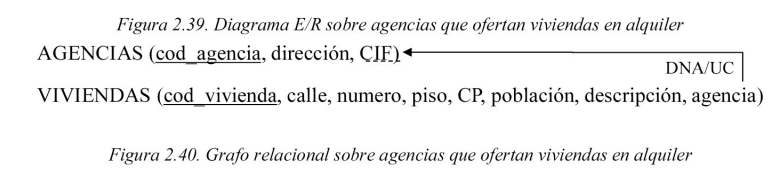 Figura 2.39. Diagrama E/R sobre agencias que ofertan viviendas en alquiler
AGENCIAS (cod_agencia, dirección, CIF)
DNA/UC
VIVIENDAS (cod_vivienda, calle, numero, piso, CP, población, descripción, agencia)
Figura 2.40. Grafo relacional sobre agencias que ofertan viviendas en alquiler